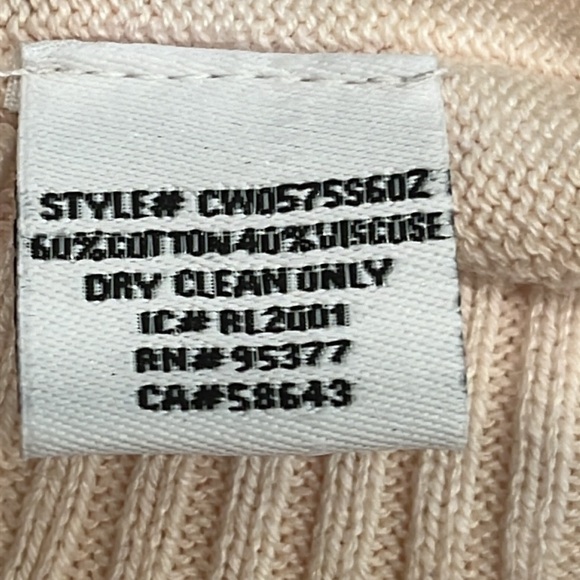 STYLE# CW0575S602
60%COTTON 40%VISCOSE
DRY CLEAN ONLY
IC# RL2001
RN# 95377
CA#58643